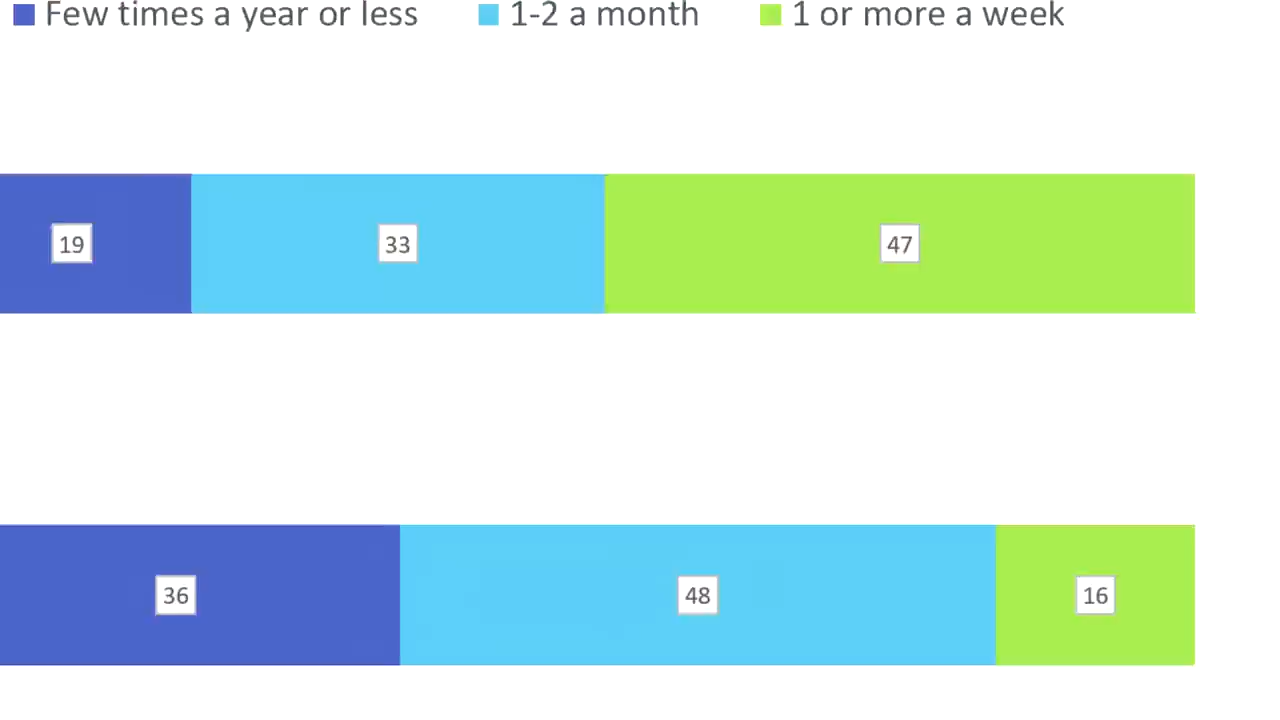 Few times a year or less 1-2 a month 1 or more a week
19 33 47
36 48 16